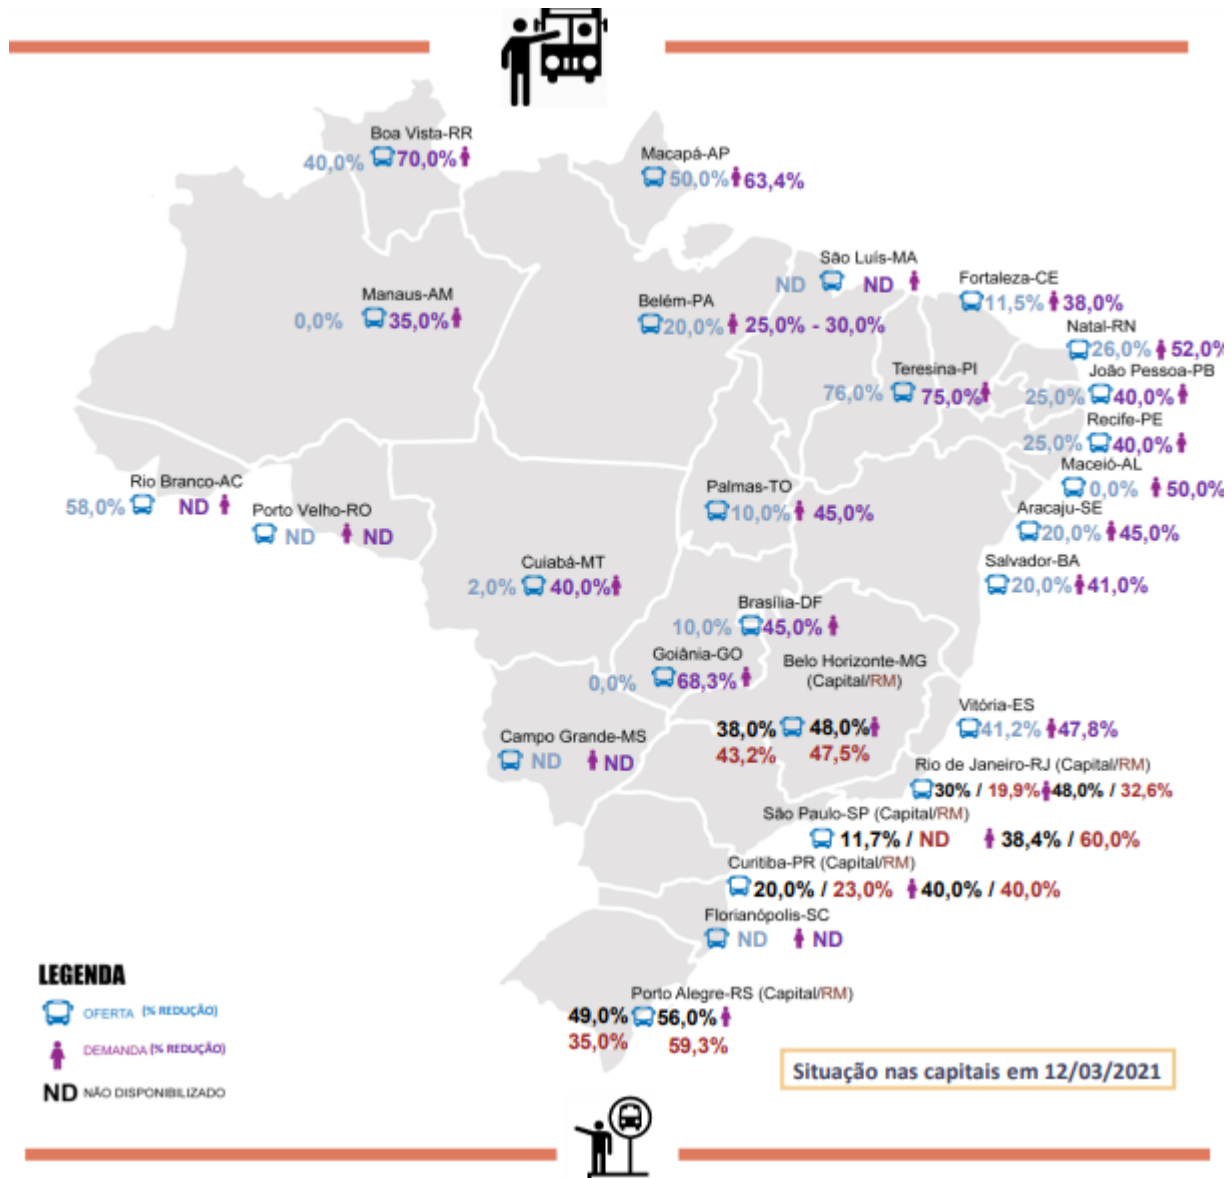 Boa Vista-RR
40,0% 70,0%
Macapá-AP
50,0% 63,4%
São Luís-MA
ND ND
Fortaleza-CE
11,5% 38,0%
Manaus-AM
0,0% 35,0%
Belém-PA
20,0% 25,0% - 30,0%
Natal-RN
26,0% 52,0%
Teresina-PI
76,0% 75,0%
João Pessoa-PB
25,0% 40,0%
Recife-PE
25,0% 40,0%
Maceió-AL
0,0% 50,0%
Rio Branco-AC
58,0% ND
Porto Velho-RO
ND ND
Palmas-TO
10,0% 45,0%
Aracaju-SE
20,0% 45,0%
Salvador-BA
20,0% 41,0%
Cuiabá-MT
2,0% 40,0%
Brasília-DF
10,0% 45,0%
Goiânia-GO
0,0% 68,3%
Belo Horizonte-MG
(Capital/RM)
38,0% 48,0%
43,2% 47,5%
Vitória-ES
41,2% 47,8%
Campo Grande-MS
ND ND
Rio de Janeiro-RJ (Capital/RM)
30% / 19,9% 48,0% / 32,6%
São Paulo-SP (Capital/RM)
11,7% / ND 38,4% / 60,0%
Curitiba-PR (Capital/RM)
20,0% / 23,0% 40,0% / 40,0%
Florianópolis-SC
ND ND
Porto Alegre-RS (Capital/RM)
49,0% 56,0%
35,0% 59,3%
LEGENDA
OFERTA (% REDUÇÃO)
DEMANDA (% REDUÇÃO)
ND NÃO DISPONIBILIZADO
Situação nas capitais em 12/03/2021